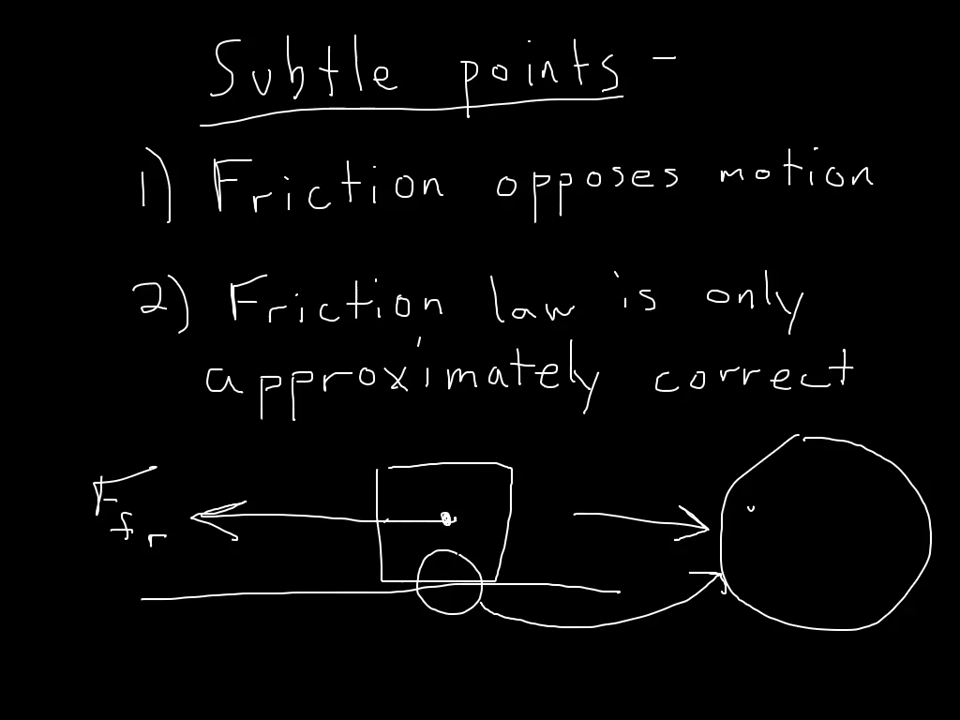 Subtle points -
1) Friction opposes motion
2) Friction law is only
approximately correct
Ffr